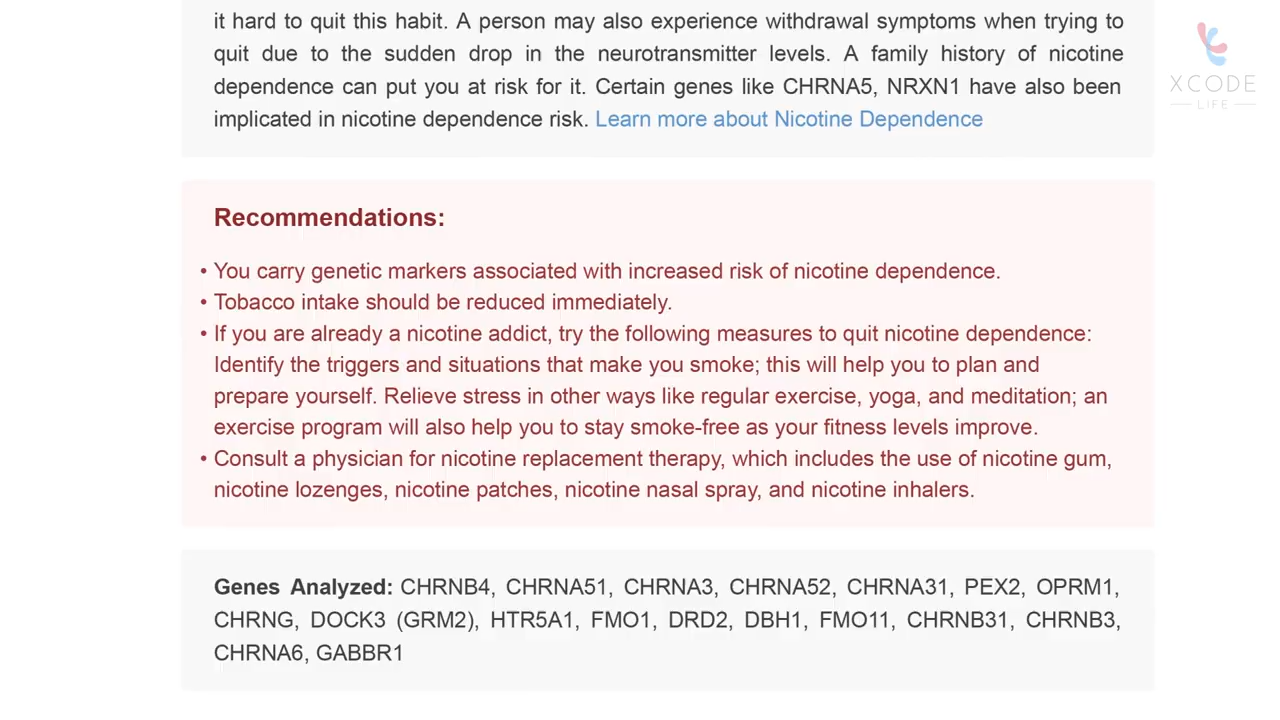 it hard to quit this habit. A person may also experience withdrawal symptoms when trying to
quit due to the sudden drop in the neurotransmitter levels. A family history of nicotine
dependence can put you at risk for it. Certain genes like CHRNA5, NRXN1 have also been
implicated in nicotine dependence risk. Learn more about Nicotine Dependence
XCODE
LIFE
Recommendations:
• You carry genetic markers associated with increased risk of nicotine dependence.
• Tobacco intake should be reduced immediately.
• If you are already a nicotine addict, try the following measures to quit nicotine dependence:
Identify the triggers and situations that make you smoke; this will help you to plan and
prepare yourself. Relieve stress in other ways like regular exercise, yoga, and meditation; an
exercise program will also help you to stay smoke-free as your fitness levels improve.
• Consult a physician for nicotine replacement therapy, which includes the use of nicotine gum,
nicotine lozenges, nicotine patches, nicotine nasal spray, and nicotine inhalers.
Genes Analyzed: CHRNB4, CHRNA51, CHRNA3, CHRNA52, CHRNA31, PEX2, OPRM1,
CHRNG, DOCK3 (GRM2), HTR5A1, FMO1, DRD2, DBH1, FMO11, CHRNB31, CHRNB3,
CHRNA6, GABBR1